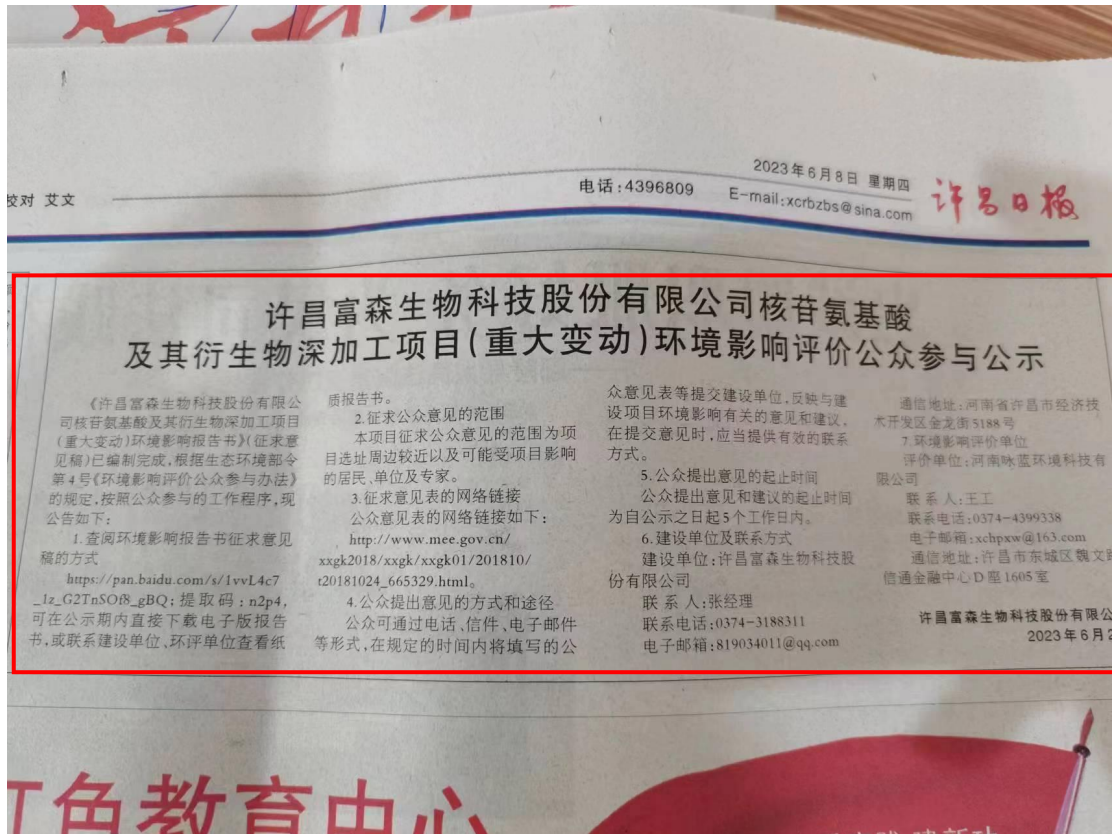 校对 艾文
电话:4396809
2023年6月8日 星期四
E-mail:xcrbzbs@sina.com
许昌日报
许昌富森生物科技股份有限公司核苷氨基酸
及其衍生物深加工项目(重大变动)环境影响评价公众参与公示
《许昌富森生物科技股份有限公
司核苷氨基酸及其衍生物深加工项目
(重大变动)环境影响报告书》(征求意
见稿)已编制完成,根据生态环境部令
第4号《环境影响评价公众参与办法》
的规定,按照公众参与的工作程序,现
公告如下:
1.查阅环境影响报告书征求意见
稿的方式
https://pan.baidu.com/s/1vvL4c7
_1z_G2TnSOf8_gBQ;提取码:n2p4,
可在公示期内直接下载电子版报告
书,或联系建设单位、环评单位查看纸
质报告书。
2.征求公众意见的范围
本项目征求公众意见的范围为项
目选址周边较近以及可能受项目影响
的居民、单位及专家。
3.征求意见表的网络链接
公众意见表的网络链接如下:
http://www.mee.gov.cn/
xxgk2018/xxgk/xxgk01/201810/
t20181024_665329.html。
4.公众提出意见的方式和途径
公众可通过电话、信件、电子邮件
等形式,在规定的时间内将填写的公
众意见表等提交建设单位,反映与建
设项目环境影响有关的意见和建议,
在提交意见时,应当提供有效的联系
方式。
5.公众提出意见的起止时间
公众提出意见和建议的起止时间
为自公示之日起5个工作日内。
6.建设单位及联系方式
建设单位:许昌富森生物科技股
份有限公司
联 系 人:张经理
联系电话:0374-3188311
电子邮箱:819034011@qq.com
通信地址:河南省许昌市经济技
术开发区金龙街5188号
7.环境影响评价单位
评价单位:河南咏蓝环境科技有
限公司
联 系 人:王工
联系电话:0374-4399338
电子邮箱:xchpxw@163.com
通信地址:许昌市东城区魏文路
信通金融中心D座1605室
许昌富森生物科技股份有限公
2023年6月2
红色教育中心